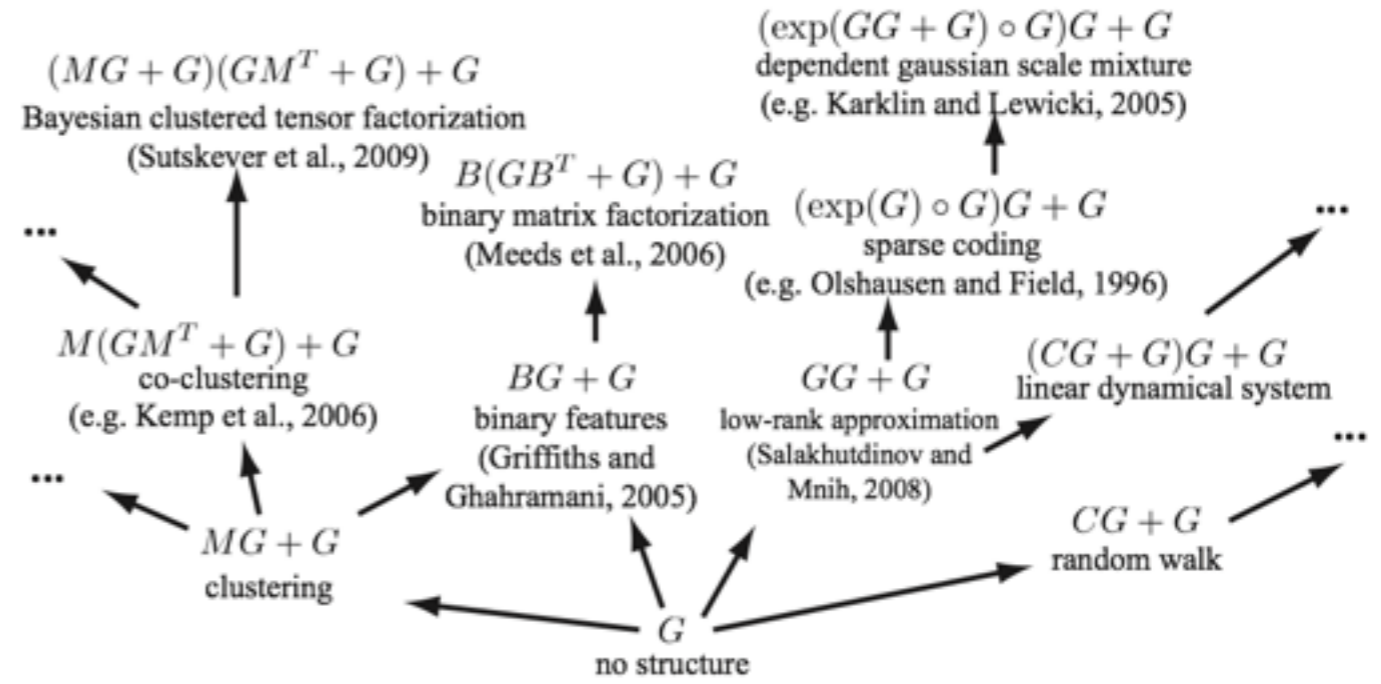 (exp(GG + G) ∘ G)G + G
dependent gaussian scale mixture
(e.g. Karklin and Lewicki, 2005)
(MG + G)(GM^T + G) + G
Bayesian clustered tensor factorization
(Sutskever et al., 2009)
B(GB^T + G) + G
binary matrix factorization
(Meeds et al., 2006)
(exp(G) ∘ G)G + G
sparse coding
(e.g. Olshausen and Field, 1996)
...
...
M(GM^T + G) + G
co-clustering
(e.g. Kemp et al., 2006)
BG + G
binary features
(Griffiths and
Ghahramani, 2005)
GG + G
low-rank approximation
(Salakhutdinov and
Mnih, 2008)
(CG + G)G + G
linear dynamical system
...
...
MG + G
clustering
CG + G
random walk
G
no structure